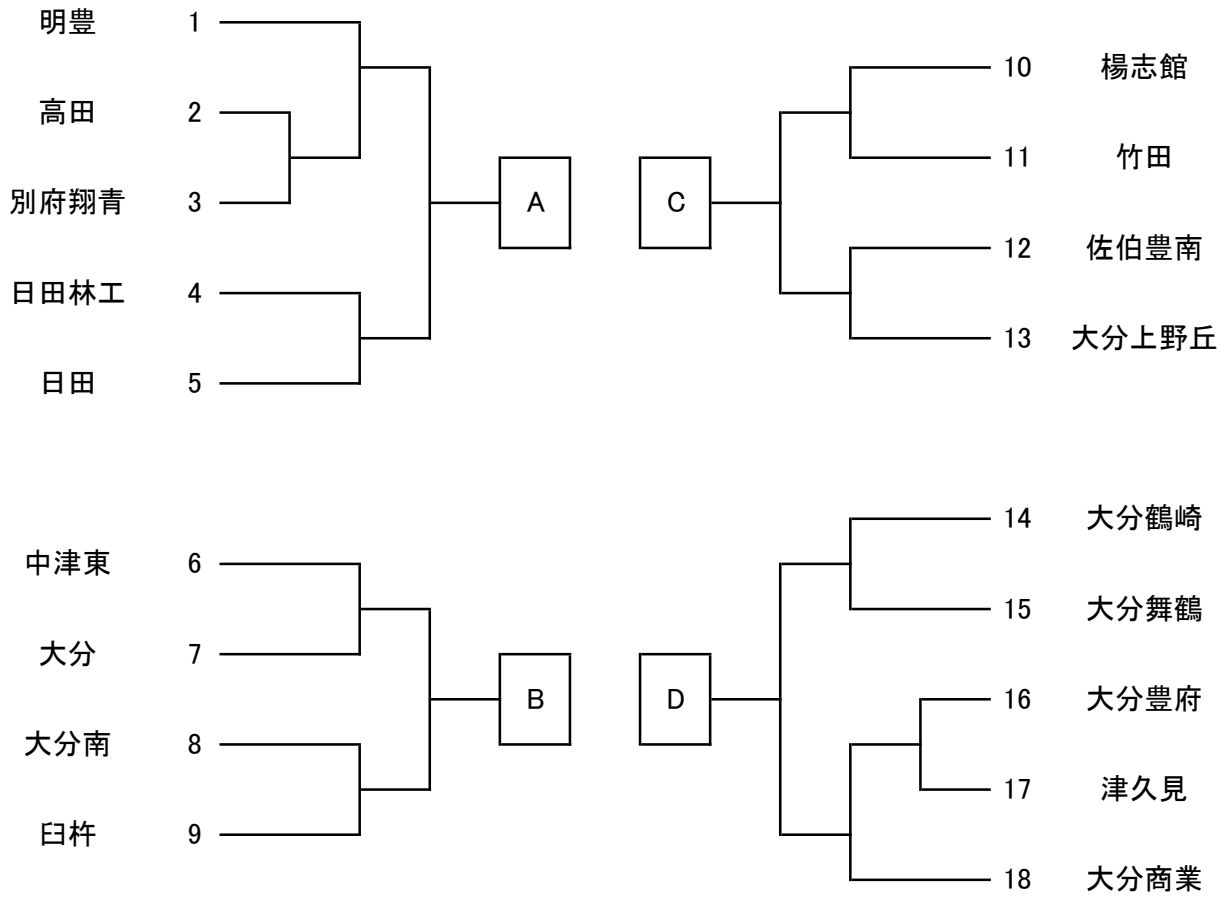 明豊 1
高田 2
別府翔青 3
日田林工 4
日田 5
A
C
10 楊志館
11 竹田
12 佐伯豊南
13 大分上野丘
中津東 6
大分 7
大分南 8
臼杵 9
B
D
14 大分鶴崎
15 大分舞鶴
16 大分豊府
17 津久見
18 大分商業